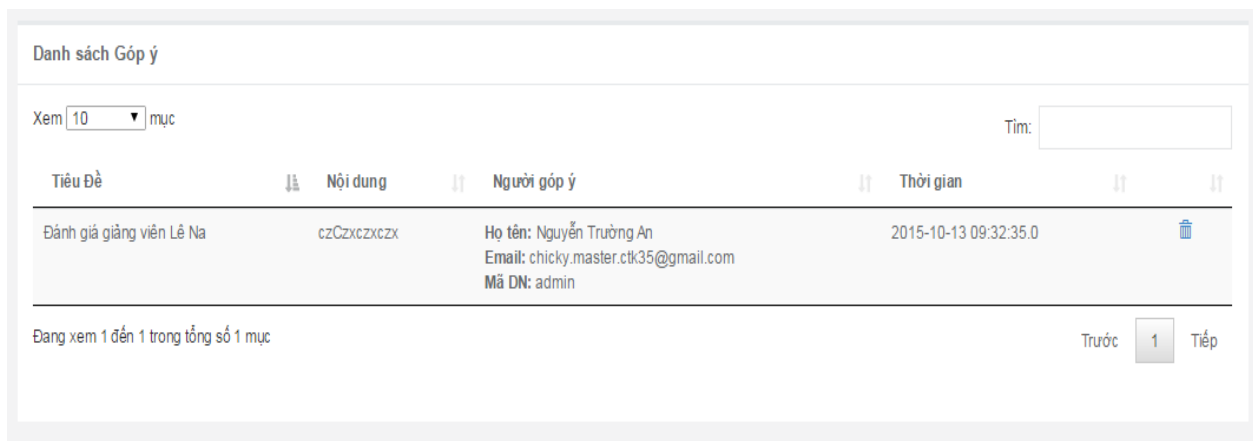 Danh sách Góp ý
Xem 10 mục
Tìm:
Tiêu Đề Nội dung Người góp ý Thời gian
Đánh giá giảng viên Lê Na czCzxczxczx Họ tên: Nguyễn Trường An 2015-10-13 09:32:35.0
Email: chicky.master.ctk35@gmail.com
Mã DN: admin
Đang xem 1 đến 1 trong tổng số 1 mục
Trước 1 Tiếp